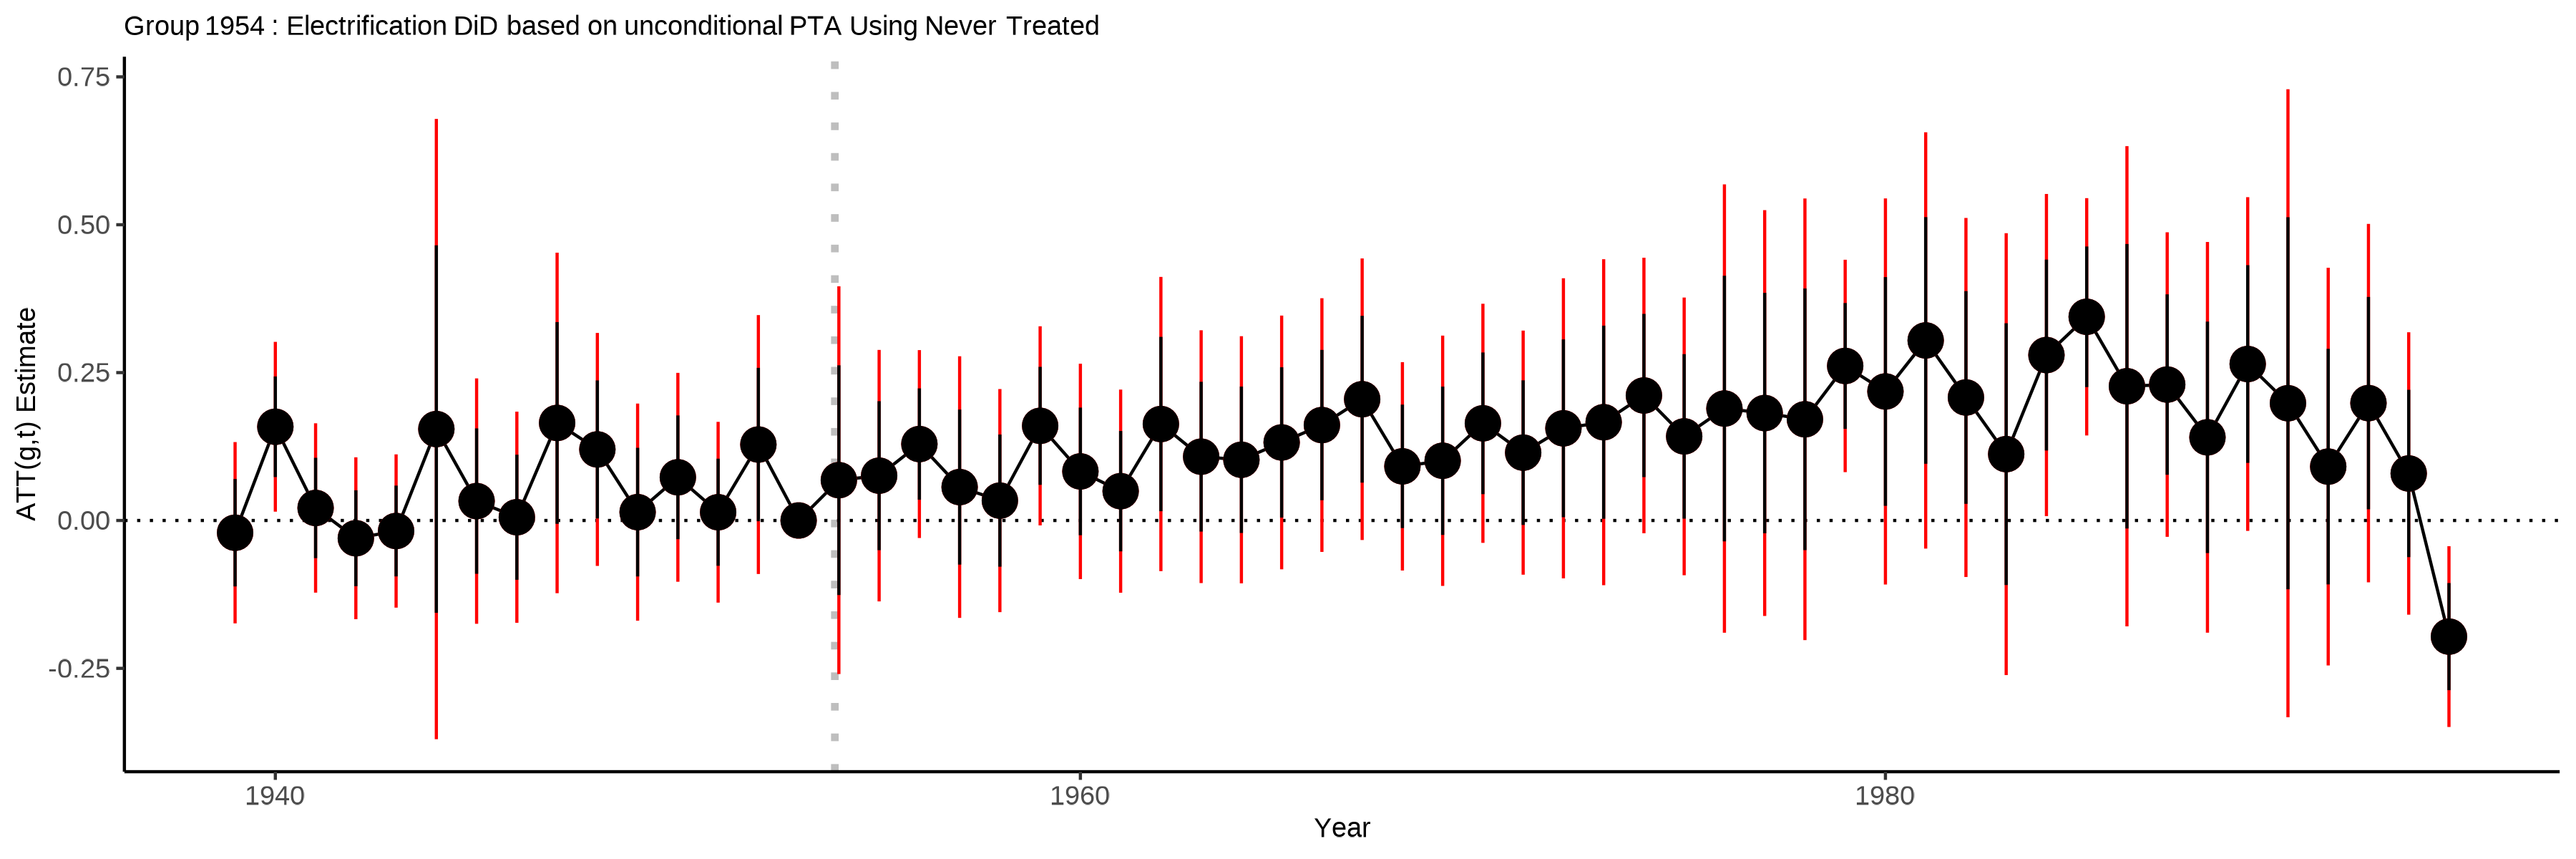 Group 1954 : Electrification DiD based on unconditional PTA Using Never Treated
0.75
0.50
0.25
0.00
-0.25
ATT(g,t) Estimate
1940
1960
1980
Year